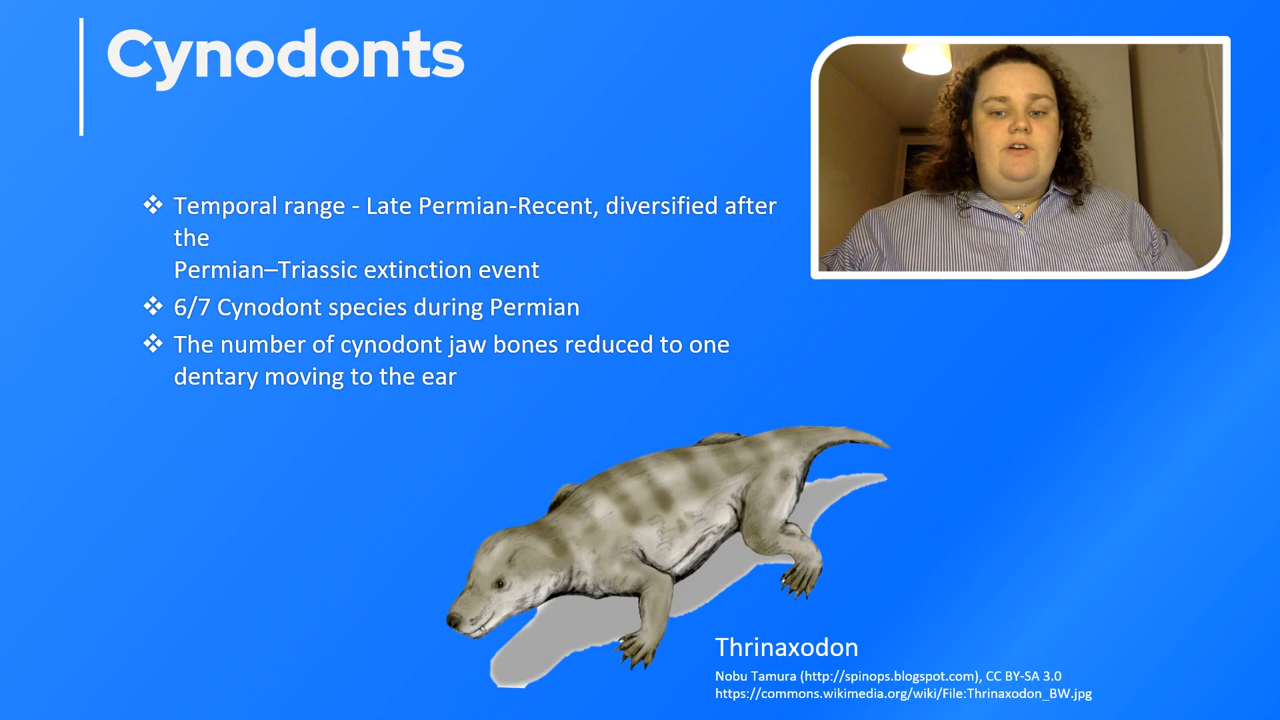 Cynodonts
❖ Temporal range - Late Permian-Recent, diversified after
the
Permian–Triassic extinction event
❖ 6/7 Cynodont species during Permian
❖ The number of cynodont jaw bones reduced to one
dentary moving to the ear
Thrinaxodon
Nobu Tamura (http://spinops.blogspot.com), CC BY-SA 3.0
https://commons.wikimedia.org/wiki/File:Thrinaxodon_BW.jpg